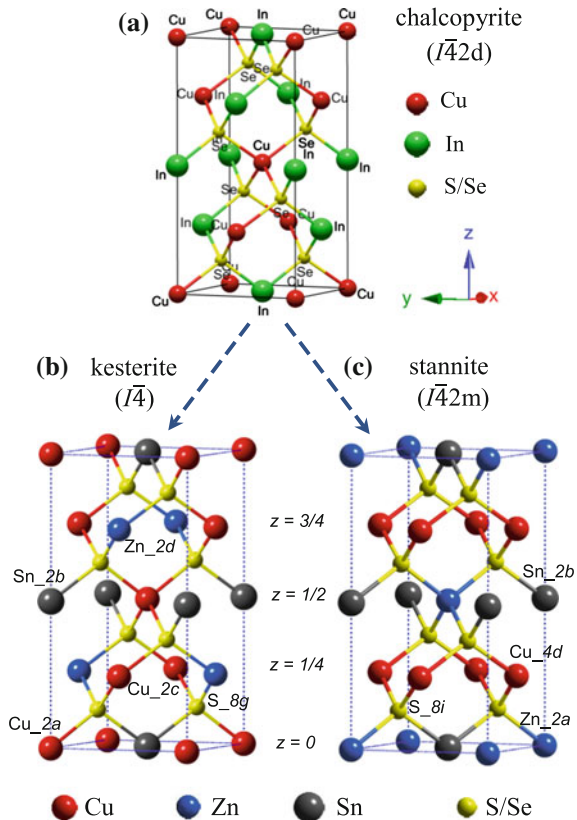 (a)
chalcopyrite
(I4̅2d)
Cu
In
S/Se
Cu
Cu
In
Cu
Cu
Se
Se
Cu
In
In
Cu
In
Se
Cu
Se
In
In
In
Se
Se
In
Cu
Cu
In
Se
Se
Cu
Cu
Cu
Cu
In
z
y
x
(b) kesterite
(I4̅)
(c) stannite
(I4̅2m)
z = 3/4
Zn_2d
Sn_2b
Sn_2b
z = 1/2
z = 1/4
Cu_4d
Cu_2c
S_8g
S_8i
Cu_2a
Zn_2a
z = 0
Cu
Zn
Sn
S/Se